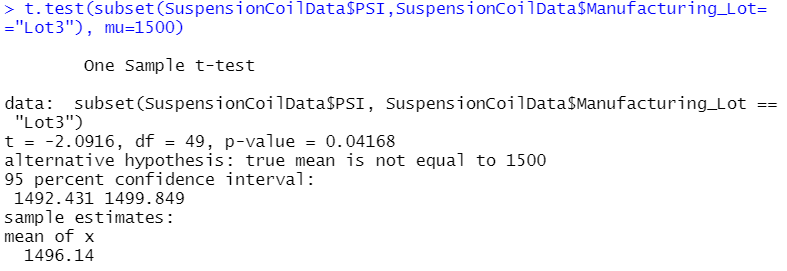 > t.test(subset(SuspensionCoilData$PSI,SuspensionCoilData$Manufacturing_Lot=
="Lot3"), mu=1500)
One Sample t-test
data:  subset(SuspensionCoilData$PSI, SuspensionCoilData$Manufacturing_Lot ==
"Lot3")
t = -2.0916, df = 49, p-value = 0.04168
alternative hypothesis: true mean is not equal to 1500
95 percent confidence interval:
1492.431 1499.849
sample estimates:
mean of x
1496.14